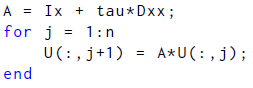 A = Ix + tau*Dxx;
for j = 1:n
    U(:,j+1) = A*U(:,j);
end